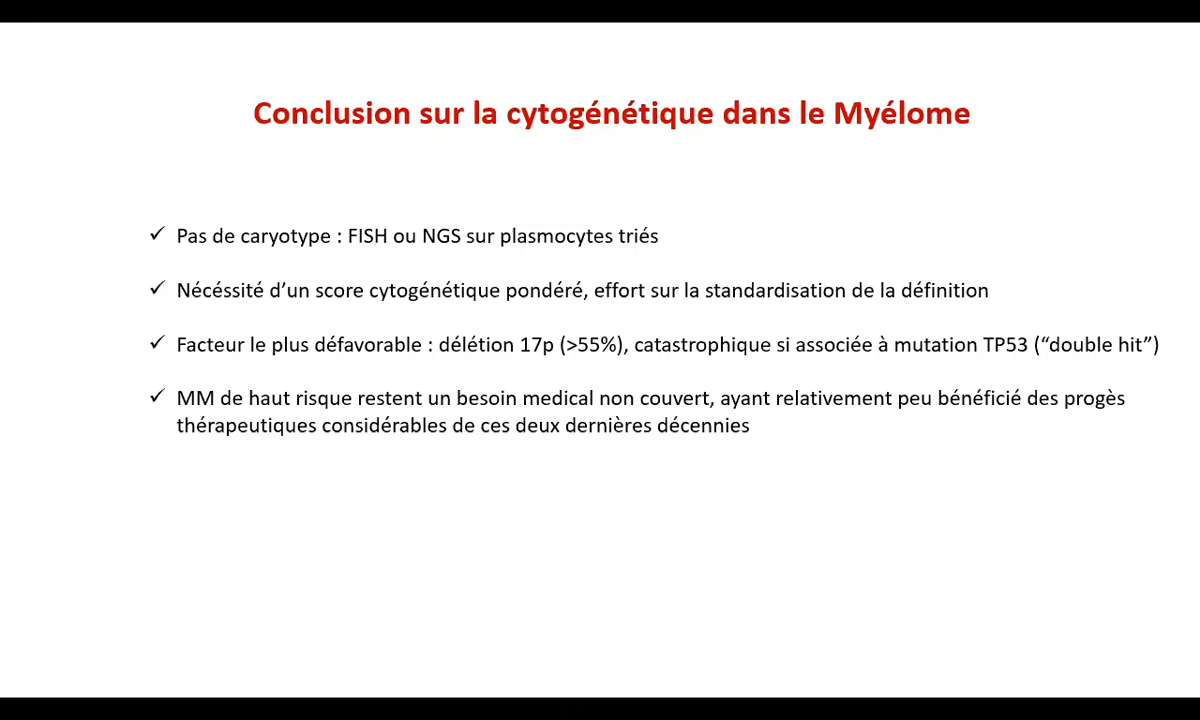 Conclusion sur la cytogénétique dans le Myélome
✓ Pas de caryotype : FISH ou NGS sur plasmocytes triés
✓ Nécéssité d’un score cytogénétique pondéré, effort sur la standardisation de la définition
✓ Facteur le plus défavorable : délétion 17p (>55%), catastrophique si associée à mutation TP53 (“double hit”)
✓ MM de haut risque restent un besoin medical non couvert, ayant relativement peu bénéficié des progès
thérapeutiques considérables de ces deux dernières décennies